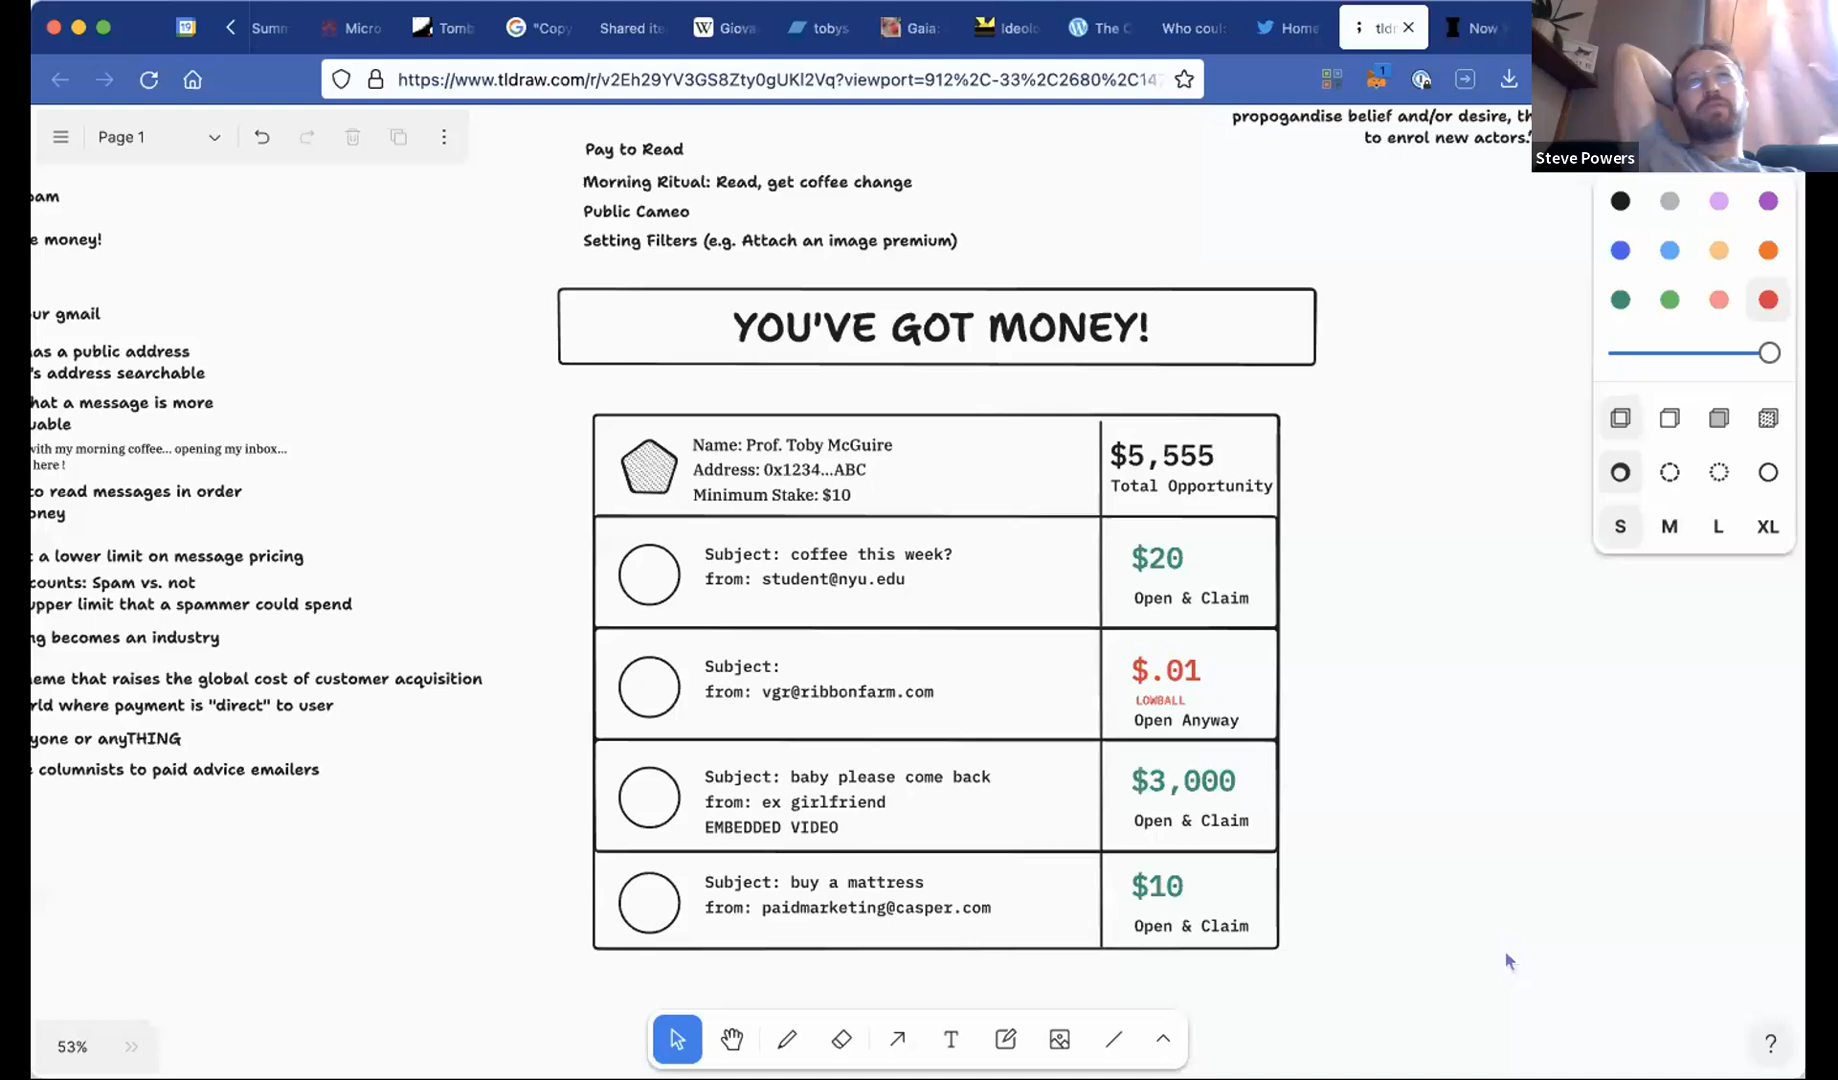 Summ
Micro
Tomb
"Copy
Shared ite
Giova
tobys
Gaia:
Ideolo
The C
Who coul
Home
tldr
Now
https://www.tldraw.com/r/v2Eh29YV3GS8Zty0gUKl2Vq?viewport=912%2C-33%2C2680%2C147
1
Steve Powers
Page 1
propogandise belief and/or desire, th
to enrol new actors.'
Pay to Read
Morning Ritual: Read, get coffee change
Public Cameo
Setting Filters (e.g. Attach an image premium)
pam
e money!
ur gmail
has a public address
's address searchable
hat a message is more
uable
with my morning coffee... opening my inbox...
here !
to read messages in order
oney
t a lower limit on message pricing
counts: Spam vs. not
upper limit that a spammer could spend
ng becomes an industry
heme that raises the global cost of customer acquisition
rld where payment is "direct" to user
yone or anyTHING
e columnists to paid advice emailers
YOU'VE GOT MONEY!
Name: Prof. Toby McGuire
Address: 0x1234...ABC
Minimum Stake: $10
$5,555
Total Opportunity
Subject: coffee this week?
from: student@nyu.edu
$20
Open & Claim
Subject:
from: vgr@ribbonfarm.com
$.01
LOWBALL
Open Anyway
Subject: baby please come back
from: ex girlfriend
EMBEDDED VIDEO
$3,000
Open & Claim
Subject: buy a mattress
from: paidmarketing@casper.com
$10
Open & Claim
S M L XL
53%